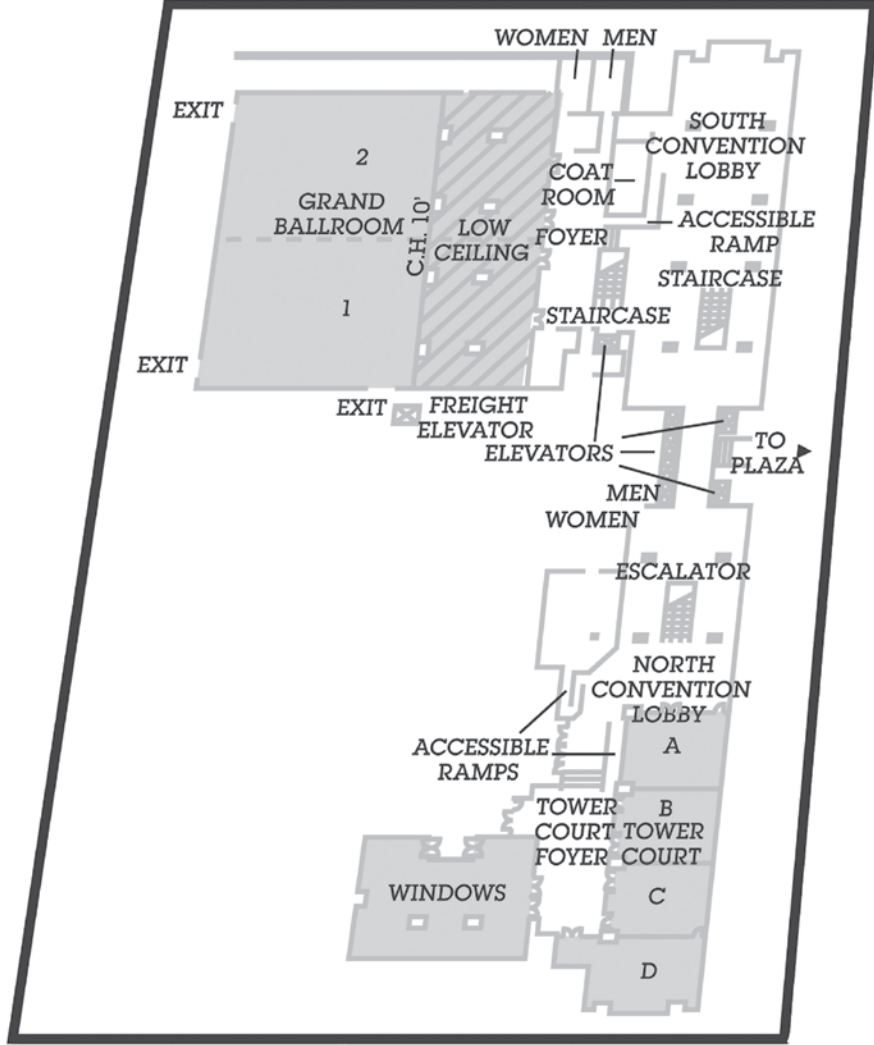 WOMEN MEN
EXIT
2
SOUTH
CONVENTION
LOBBY
COAT
ROOM
GRAND
BALLROOM
C.H. 10'
LOW
CEILING
FOYER
ACCESSIBLE
RAMP
STAIRCASE
1
STAIRCASE
EXIT
EXIT
FREIGHT
ELEVATOR
ELEVATORS
TO
PLAZA
MEN
WOMEN
ESCALATOR
NORTH
CONVENTION
LOBBY
ACCESSIBLE
RAMPS
A
B
TOWER
COURT
FOYER
TOWER
COURT
WINDOWS
C
D